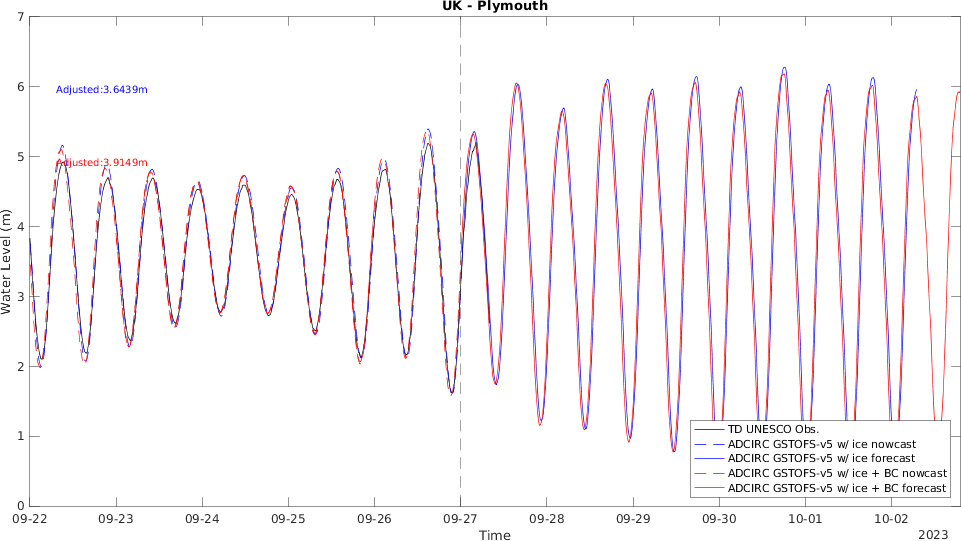 UK - Plymouth
7
6
5
4
3
2
1
0
Water Level (m)
Adjusted:3.6439m
Adjusted:3.9149m
TD UNESCO Obs.
ADCIRC GSTOFS-v5 w/ ice nowcast
ADCIRC GSTOFS-v5 w/ ice forecast
ADCIRC GSTOFS-v5 w/ ice + BC nowcast
ADCIRC GSTOFS-v5 w/ ice + BC forecast
09-22 09-23 09-24 09-25 09-26 09-27 09-28 09-29 09-30 10-01 10-02
Time
2023